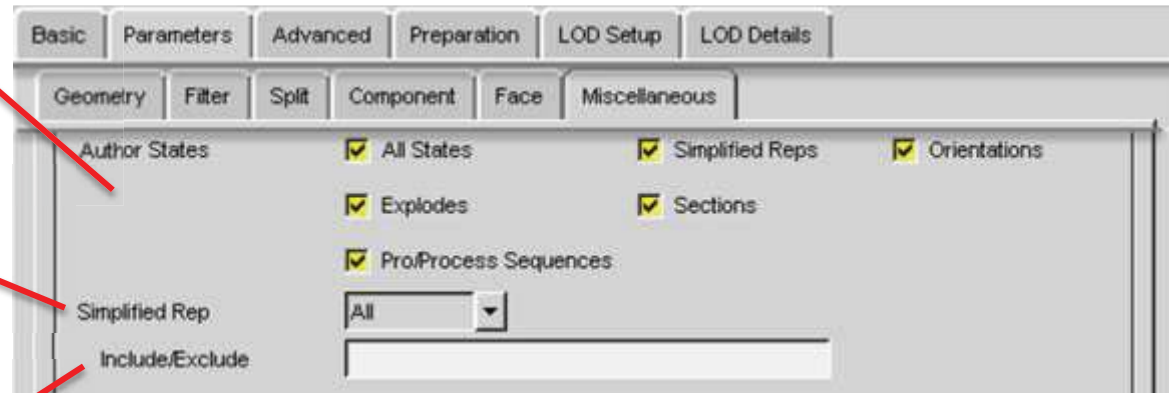 Basic Parameters Advanced Preparation LOD Setup LOD Details
Geometry Filter Split Component Face Miscellaneous
Author States All States Simplified Reps Orientations
Explodes Sections
Pro/Process Sequences
Simplified Rep All
Include/Exclude